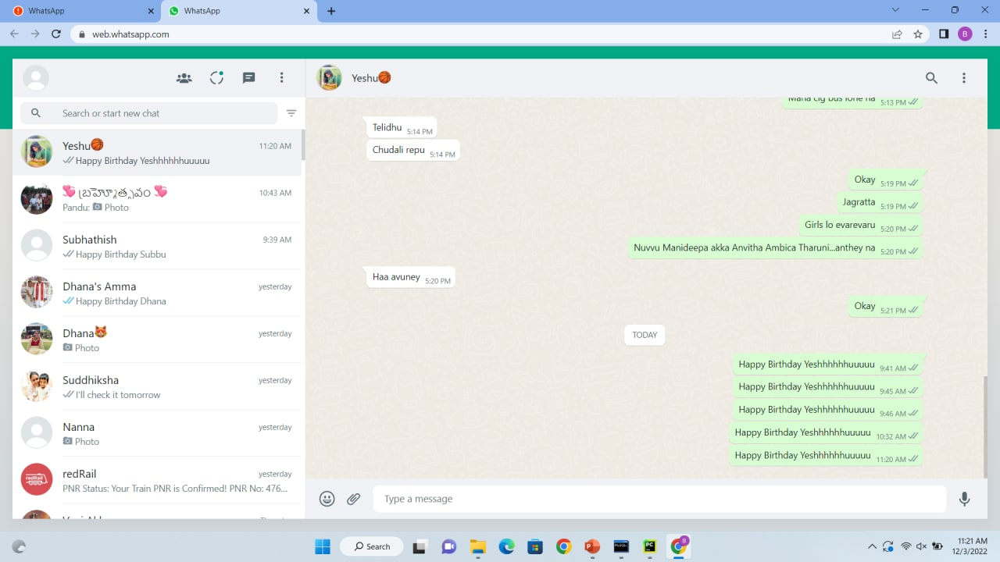 WhatsApp
WhatsApp
web.whatsapp.com
B
Yeshu
Search or start new chat
Yeshu 11:20 AM
Happy Birthday Yeshhhhhhuuuuu
10:43 AM
Pandu: Photo
Subhathish 9:39 AM
Happy Birthday Subbu
Dhana's Amma yesterday
Happy Birthday Dhana
Dhana yesterday
Photo
Suddhiksha yesterday
I'll check it tomorrow
Nanna yesterday
Photo
redRail
redRail yesterday
PNR Status: Your Train PNR is Confirmed! PNR No: 476...
5:13 PM
Telidhu 5:14 PM
Chudali repu 5:14 PM
Okay 5:19 PM
Jagratta 5:19 PM
Girls lo evarevaru 5:20 PM
Nuvvu Manideepa akka Anvitha Ambica Tharuni...anthey na 5:20 PM
Haa avuney 5:20 PM
Okay 5:21 PM
TODAY
Happy Birthday Yeshhhhhhuuuuu 9:41 AM
Happy Birthday Yeshhhhhhuuuuu 9:45 AM
Happy Birthday Yeshhhhhhuuuuu 9:46 AM
Happy Birthday Yeshhhhhhuuuuu 10:32 AM
Happy Birthday Yeshhhhhhuuuuu 11:20 AM
Type a message
Search
PC
B
11:21 AM
12/3/2022